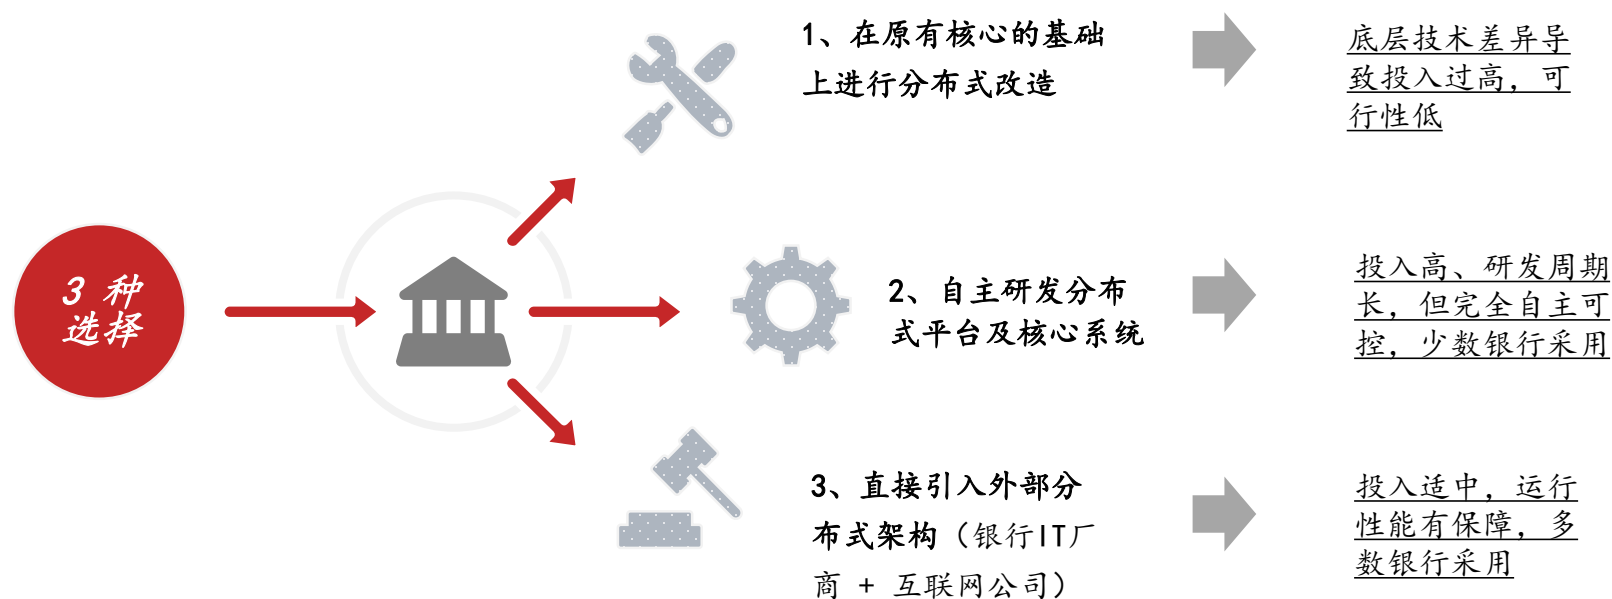 3 种
选择
1、在原有核心的基础
上进行分布式改造
底层技术差异导
致投入过高，可
行性低
2、自主研发分布
式平台及核心系统
投入高、研发周期
长，但完全自主可
控，少数银行采用
3、直接引入外部分
布式架构（银行IT厂
商 + 互联网公司）
投入适中，运行
性能有保障，多
数银行采用